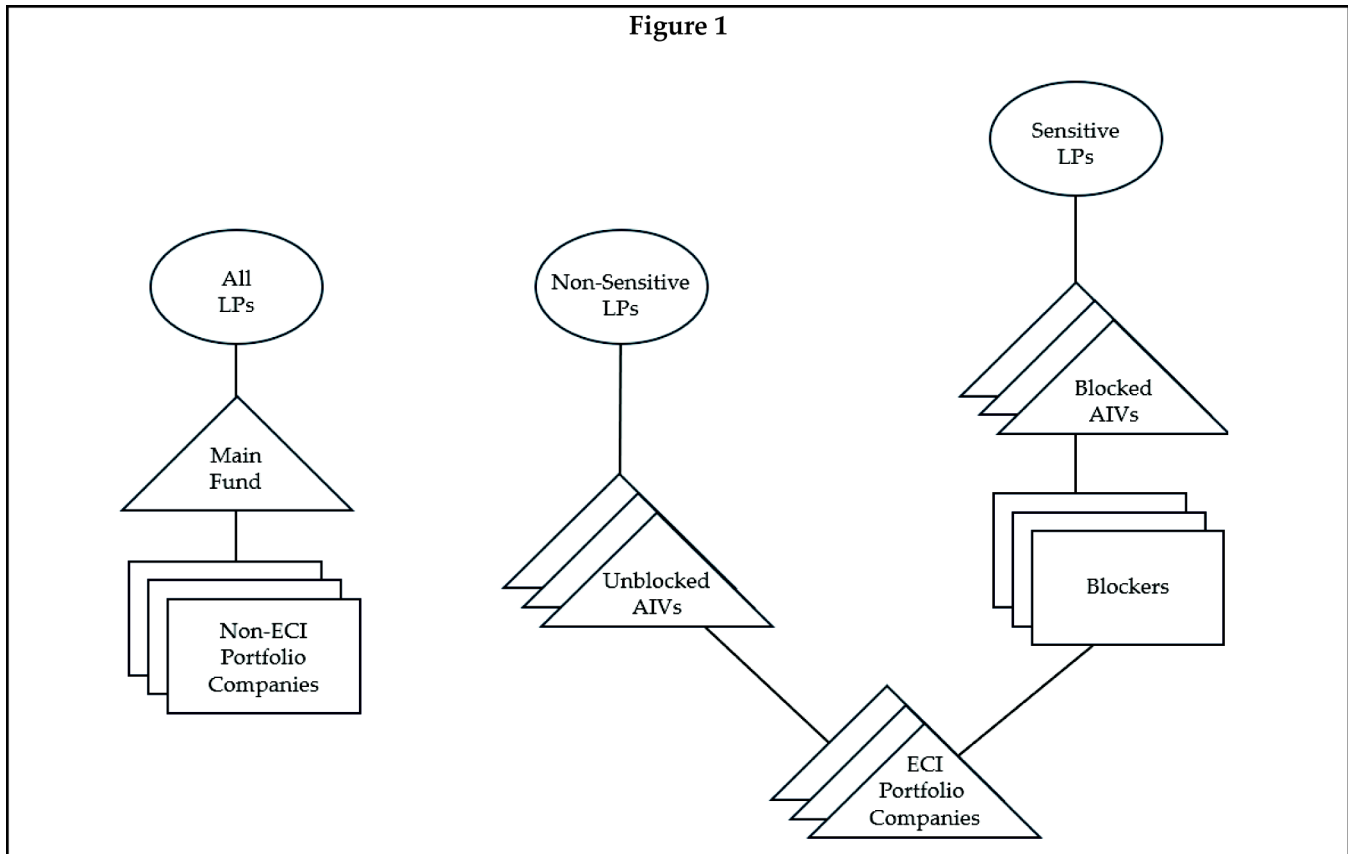 Figure 1
Sensitive
LPs
All
LPs
Non-Sensitive
LPs
Blocked
AIVs
Main
Fund
Unblocked
AIVs
Blockers
Non-ECI
Portfolio
Companies
ECI
Portfolio
Companies